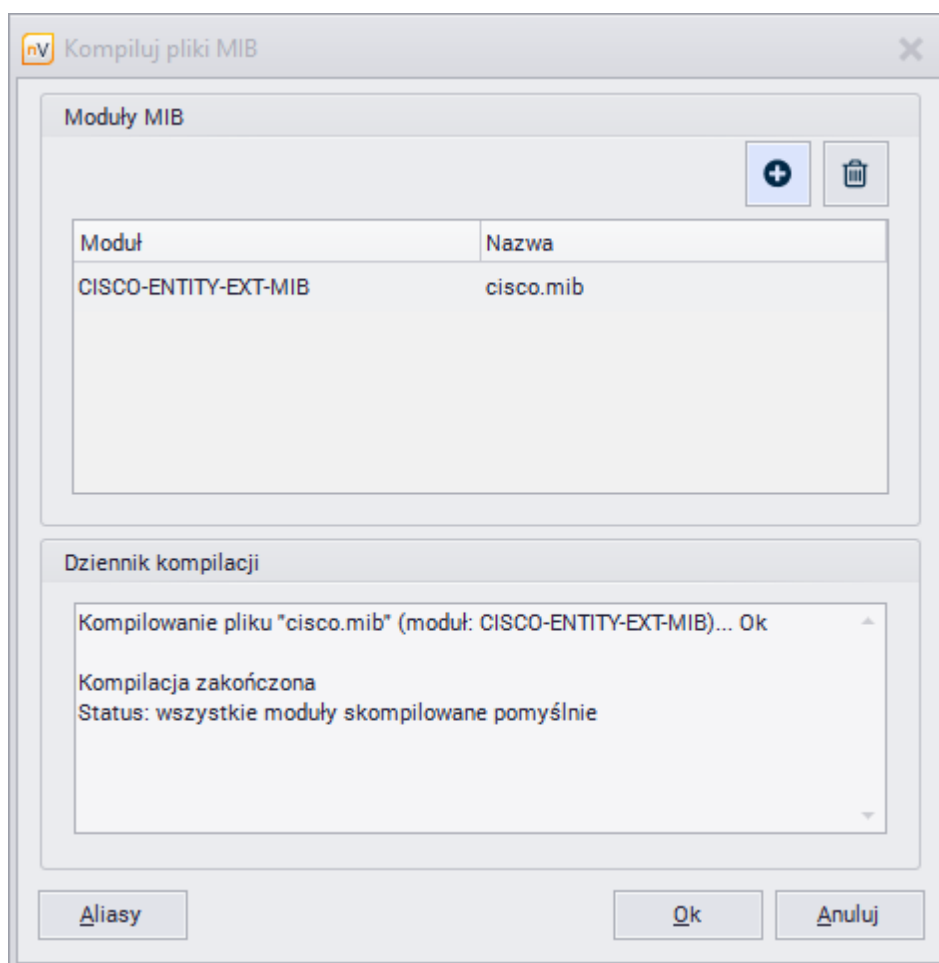 nV Kompiluj pliki MIB
Moduły MIB
Moduł Nazwa
CISCO-ENTITY-EXT-MIB cisco.mib
Dziennik kompilacji
Kompilowanie pliku "cisco.mib" (moduł: CISCO-ENTITY-EXT-MIB)... Ok
Kompilacja zakończona
Status: wszystkie moduły skompilowane pomyślnie
Aliasy Ok Anuluj